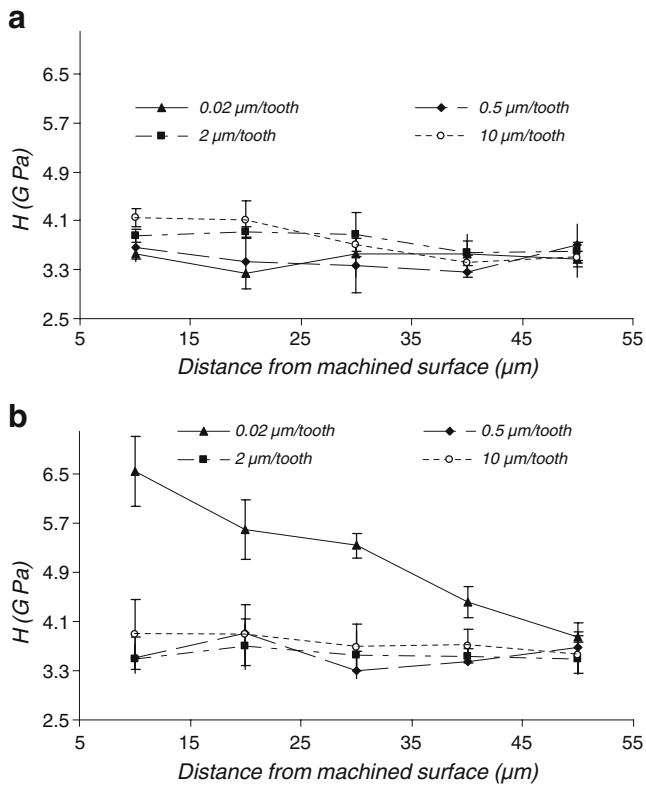 a
H (G Pa)
6.5
5.7
4.9
4.1
3.3
2.5
0.02 µm/tooth
0.5 µm/tooth
2 µm/tooth
10 µm/tooth
5 15 25 35 45 55
Distance from machined surface (µm)
b
H (G Pa)
6.5
5.7
4.9
4.1
3.3
2.5
0.02 µm/tooth
0.5 µm/tooth
2 µm/tooth
10 µm/tooth
5 15 25 35 45 55
Distance from machined surface (µm)